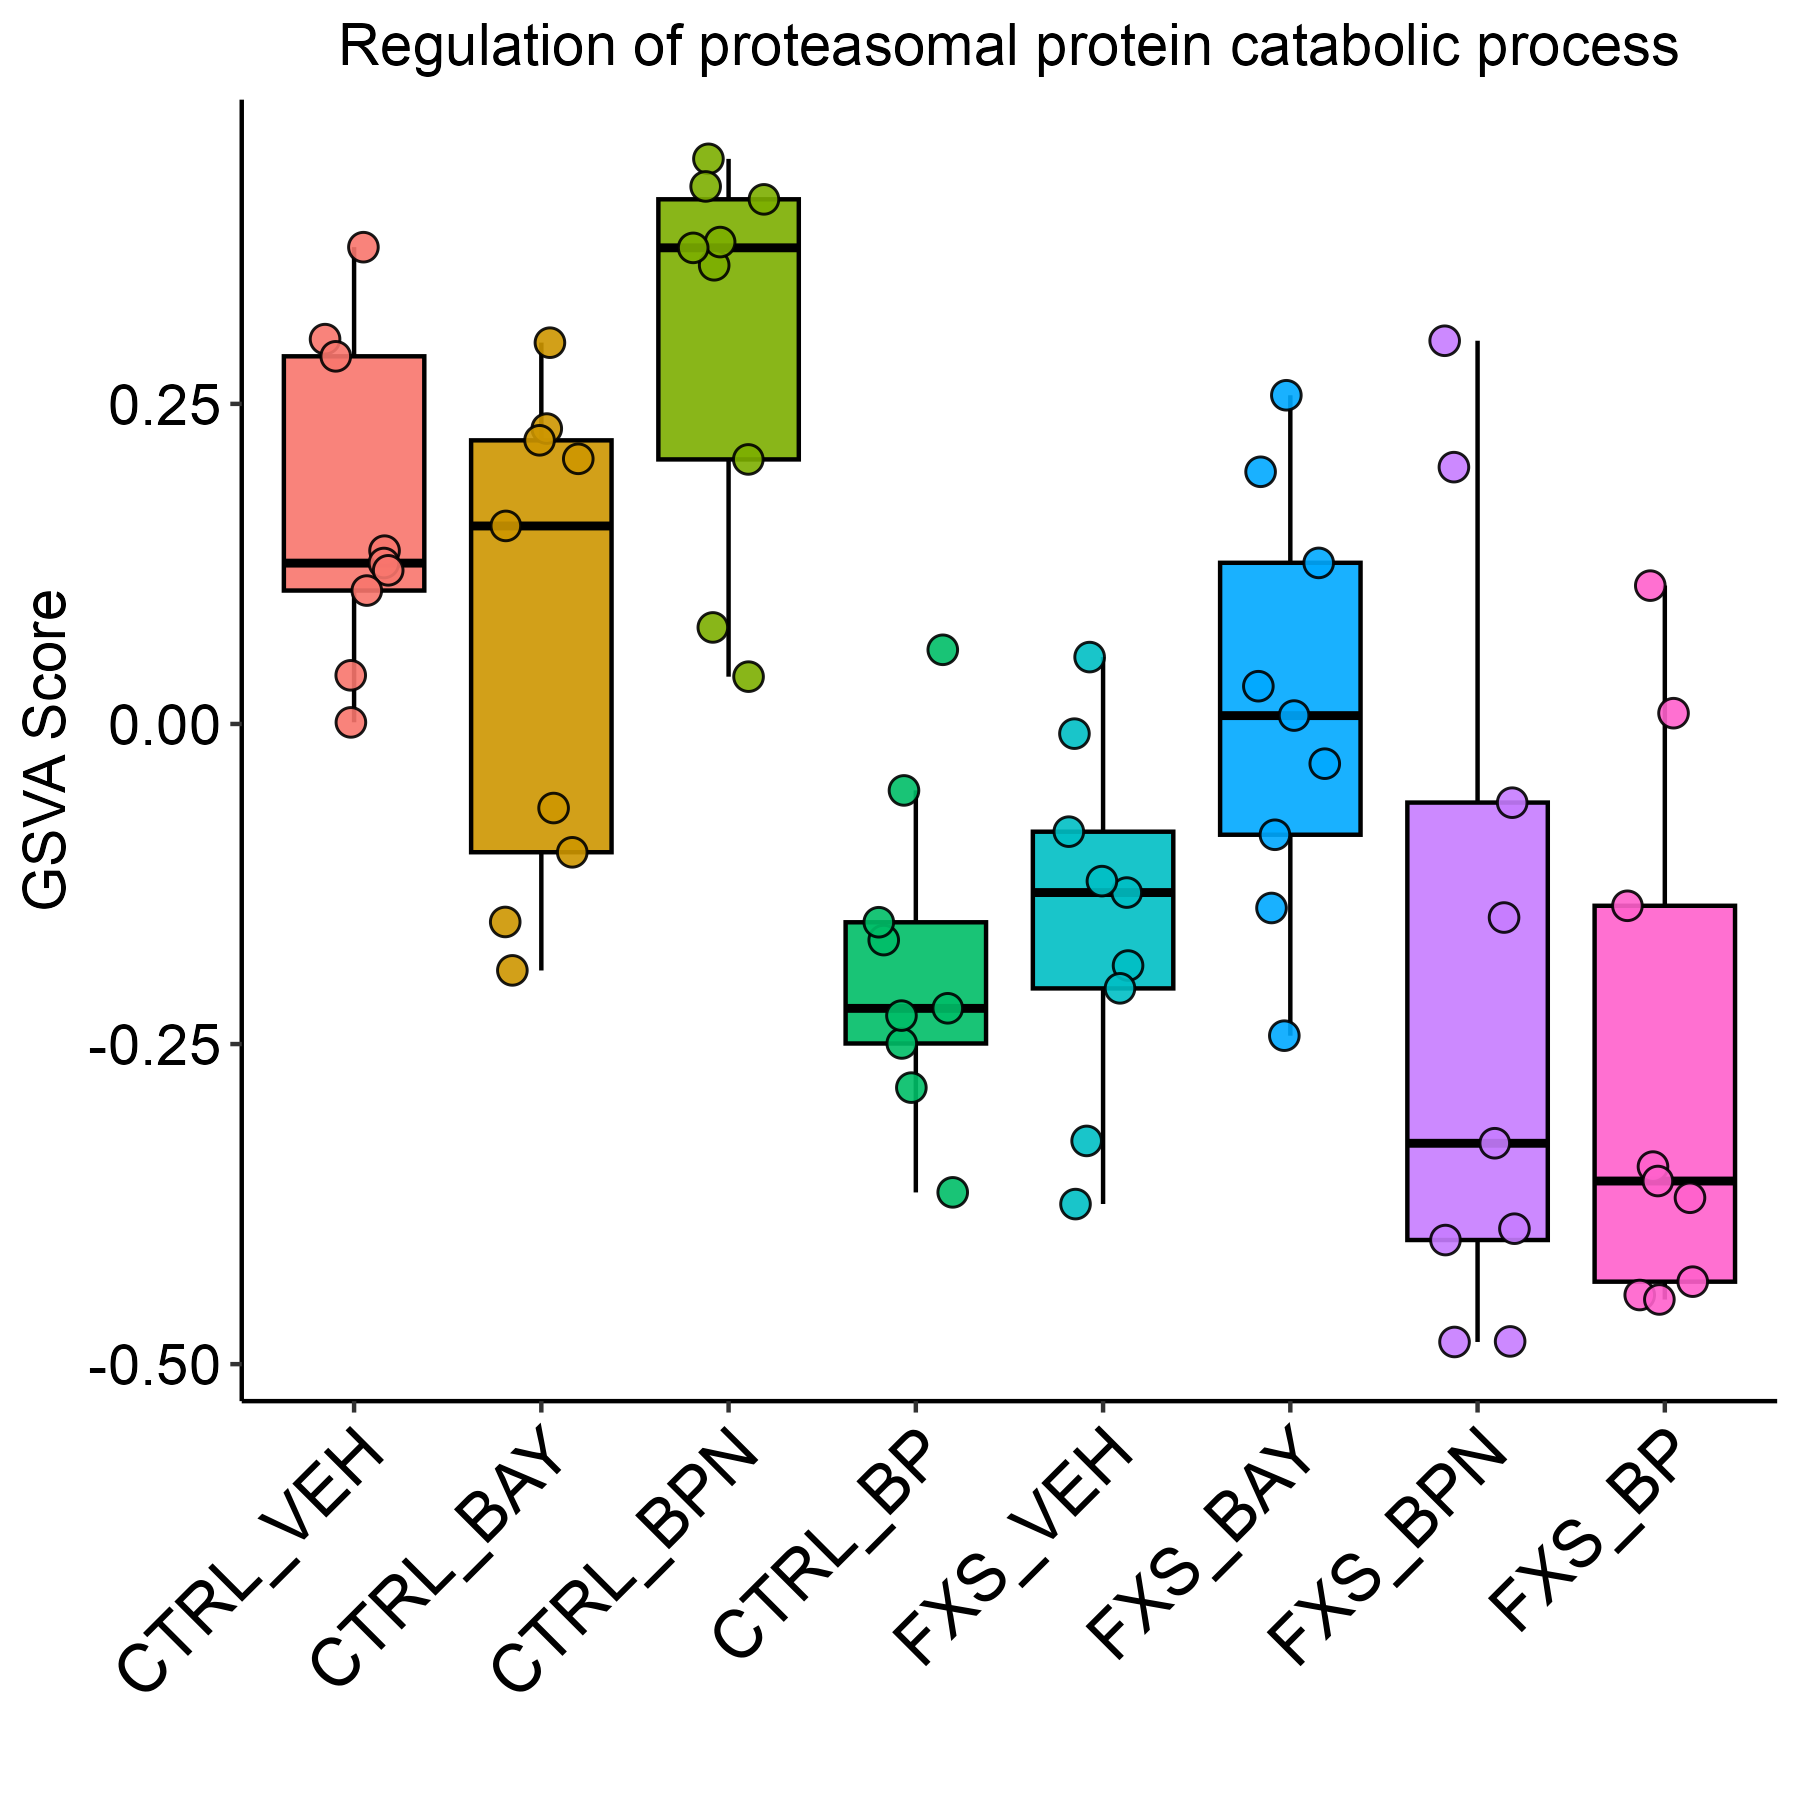 Regulation of proteasomal protein catabolic process
GSVA Score
0.25
0.00
-0.25
-0.50
CTRL_VEH
CTRL_BAY
CTRL_BPN
CTRL_BP
FXS_VEH
FXS_BAY
FXS_BPN
FXS_BP